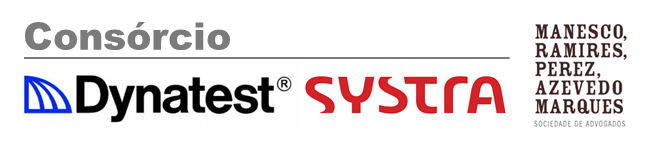 Consórcio
Dynatest® SYSTRA
MANESCO,
RAMIRES,
PEREZ,
AZEVEDO
MARQUES
SOCIEDADE DE ADVOGADOS